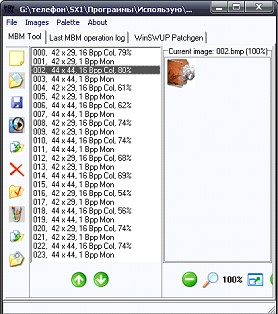 G:\телефон\SX1\Программы\Использую\...
File Images Palette About
MBM Tool Last MBM operation log WinSWUP Patchgen
000, 42 x 29, 16 Bpp Col, 79%
001, 42 x 29, 1 Bpp Mon
002, 44 x 44, 16 Bpp Col, 80%
003, 44 x 44, 1 Bpp Mon
004, 42 x 29, 16 Bpp Col, 61%
005, 42 x 29, 1 Bpp Mon
006, 44 x 44, 16 Bpp Col, 62%
007, 44 x 44, 1 Bpp Mon
008, 42 x 29, 16 Bpp Col, 74%
009, 42 x 29, 1 Bpp Mon
010, 44 x 44, 16 Bpp Col, 74%
011, 44 x 44, 1 Bpp Mon
012, 42 x 29, 16 Bpp Col, 68%
013, 42 x 29, 1 Bpp Mon
014, 44 x 44, 16 Bpp Col, 69%
015, 44 x 44, 1 Bpp Mon
016, 42 x 29, 16 Bpp Col, 54%
017, 42 x 29, 1 Bpp Mon
018, 44 x 44, 16 Bpp Col, 56%
019, 44 x 44, 1 Bpp Mon
020, 42 x 29, 16 Bpp Col, 74%
021, 42 x 29, 1 Bpp Mon
022, 44 x 44, 16 Bpp Col, 74%
023, 44 x 44, 1 Bpp Mon
Current image: 002.bmp (100%)
100%